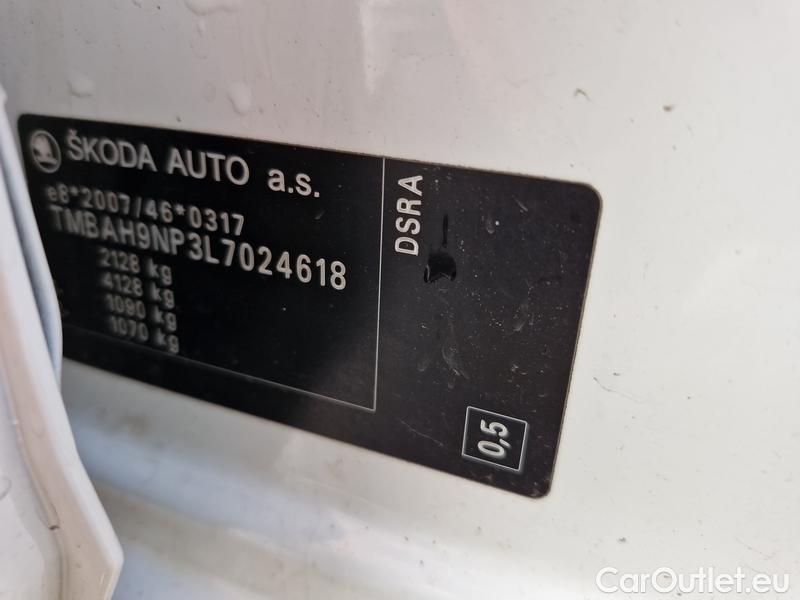 ŠKODA AUTO a.s.
e8*2007/46*0317
TMBAH9NP3L7024618
2128 kg
4128 kg
1090 kg
1070 kg
DSRA
0,5
CarOutlet.eu